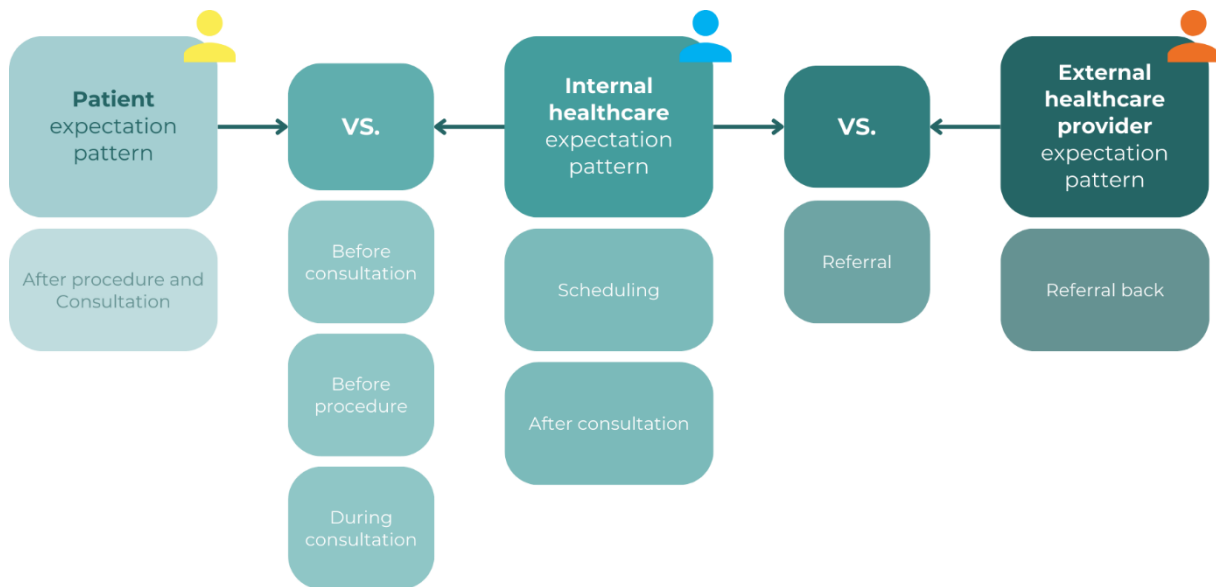 Patient
expectation
pattern
VS.
Internal
healthcare
expectation
pattern
VS.
External
healthcare
provider
expectation
pattern
After procedure and
Consultation
Before
consultation
Before
procedure
During
consultation
Scheduling
After consultation
Referral
Referral back